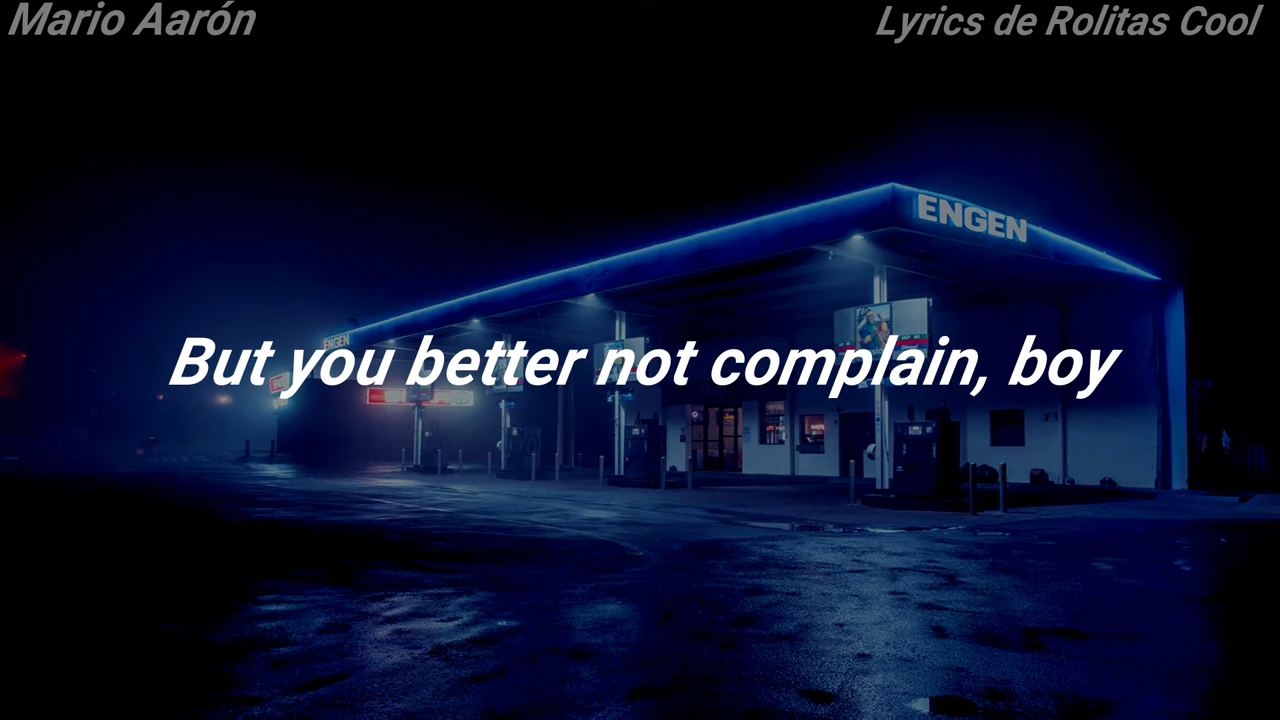 Mario Aarón
Lyrics de Rolitas Cool
ENGEN
ENGEN
But you better not complain, boy